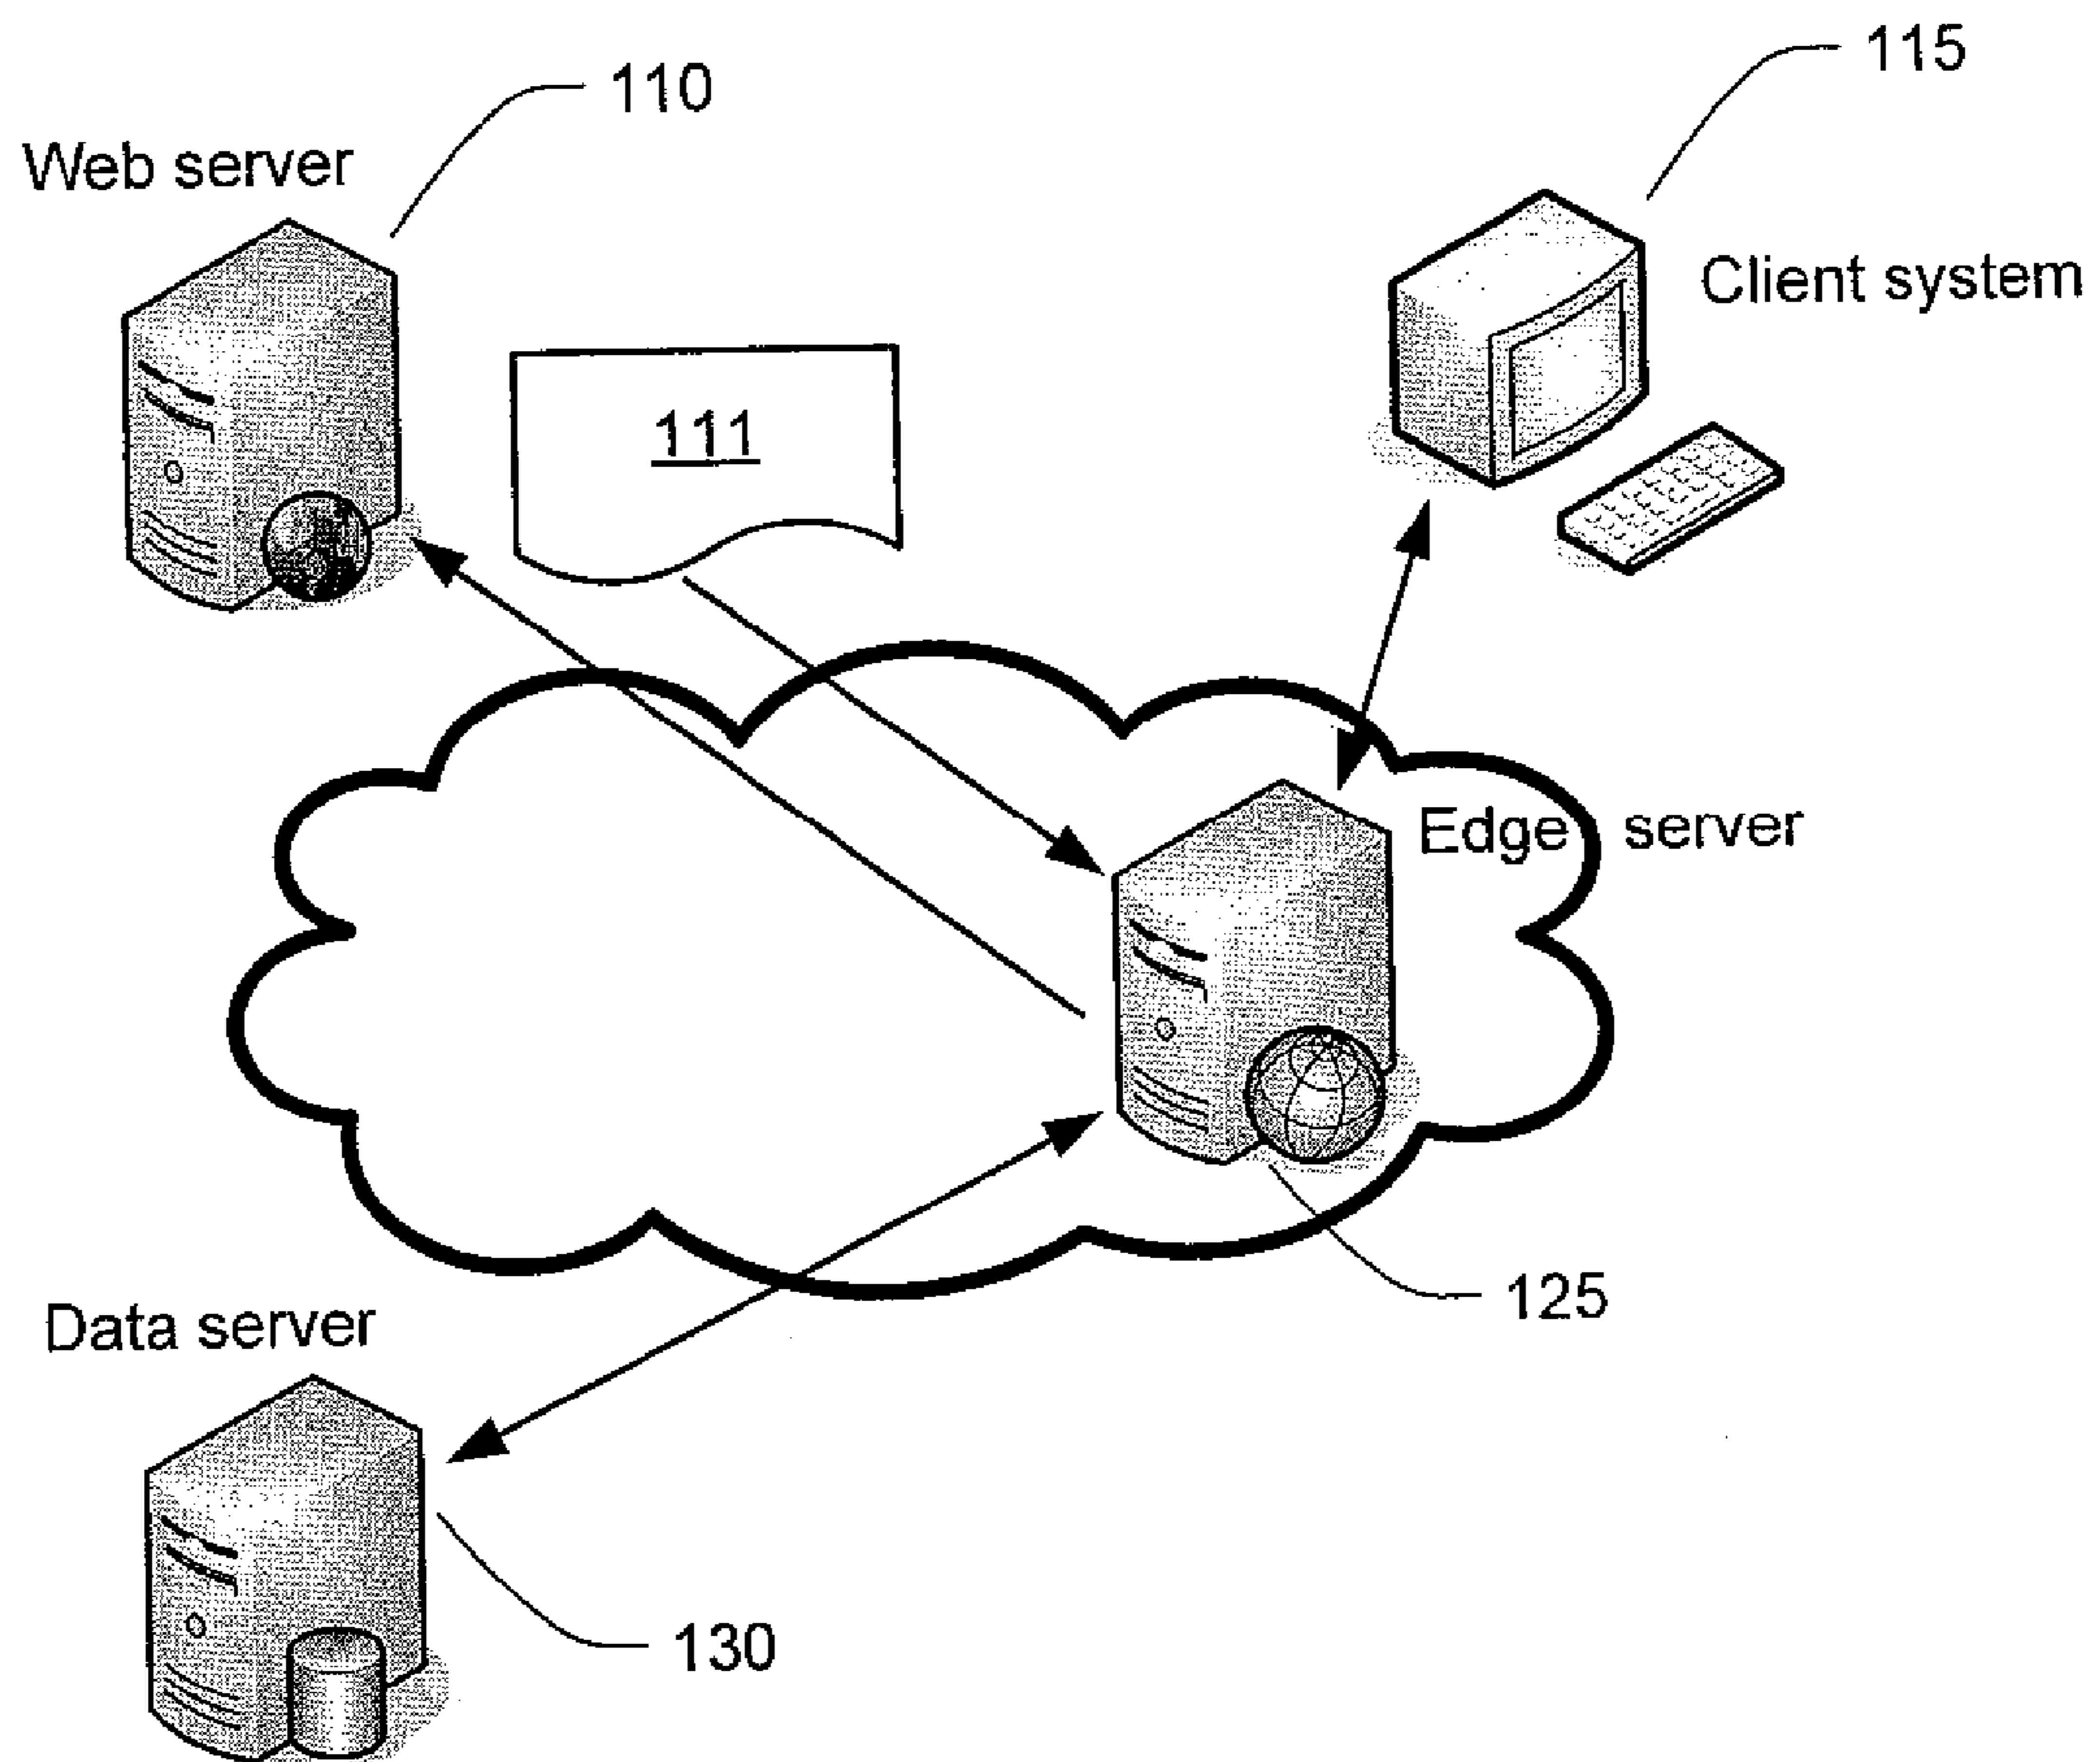 115
110
Web server
Client system
111
Edge server
125
Data server
130